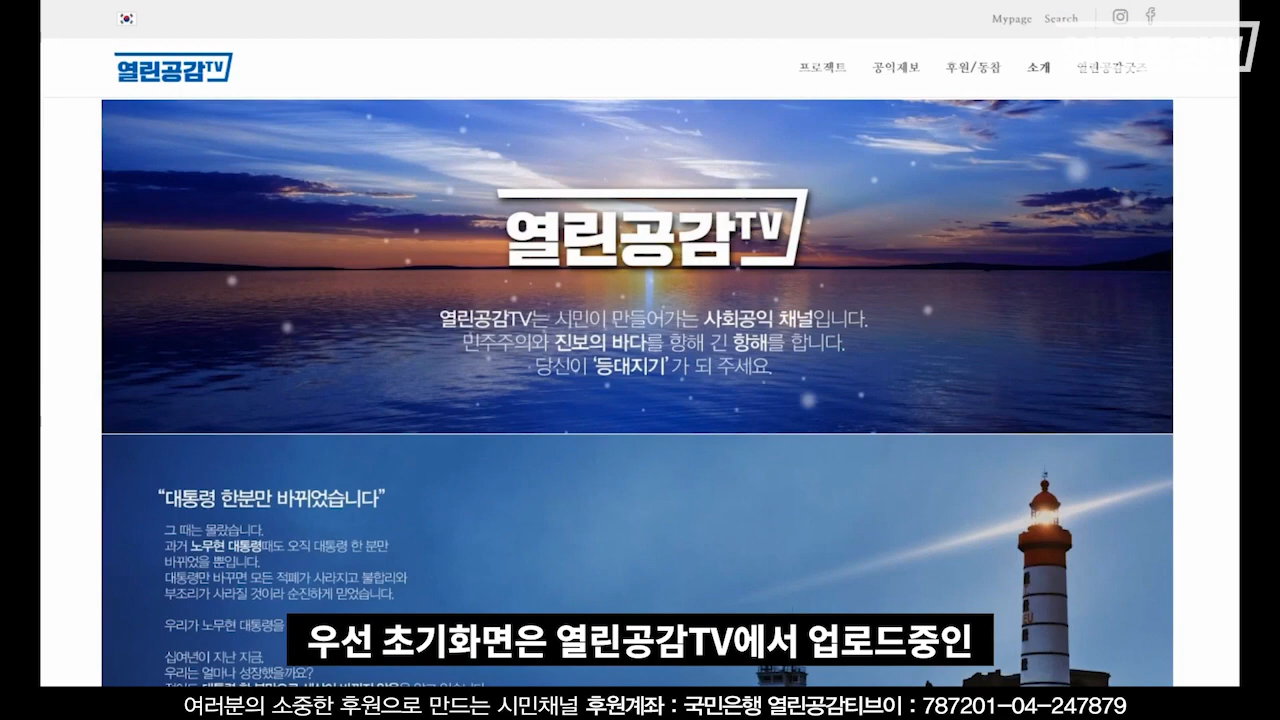 Mypage Search
열린공감TV
프로젝트 공익제보 후원/동참 소개 열린공감굿즈
열린공감TV
열린공감TV는 시민이 만들어가는 사회공익 채널입니다.
민주주의와 진보의 바다를 향해 긴 항해를 합니다.
당신이 ‘등대지기’가 되 주세요.
“대통령 한분만 바뀌었습니다”
그 때는 몰랐습니다.
과거 노무현 대통령때도 오직 대통령 한 분만
바뀌었을 뿐입니다.
대통령만 바꾸면 모든 적폐가 사라지고 불합리와
부조리가 사라질 것이라 순진하게 믿었습니다.
우리가 노무현 대통령을
십여년이 지난 지금,
우리는 얼마나 성장했을까요?
우선 초기화면은 열린공감TV에서 업로드중인
여러분의 소중한 후원으로 만드는 시민채널 후원계좌 : 국민은행 열린공감티브이 : 787201-04-247879